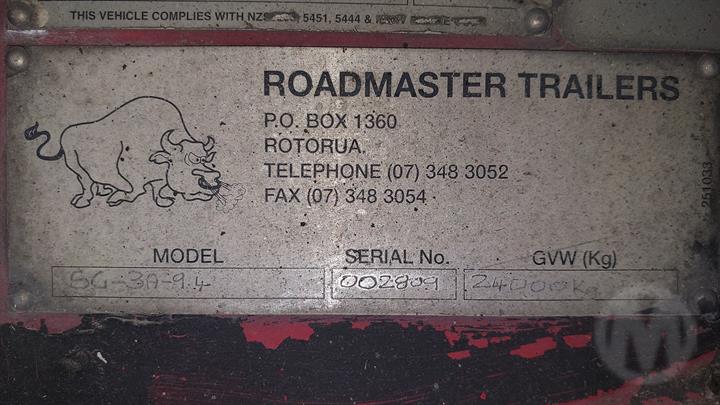 THIS VEHICLE COMPLIES WITH NZS 5451, 5444 &
ROADMASTER TRAILERS
P.O. BOX 1360
ROTORUA.
TELEPHONE (07) 348 3052
FAX (07) 348 3054
251033
MODEL SERIAL No. GVW (Kg)
SG-3A-9.4 002809 24000Kg
M